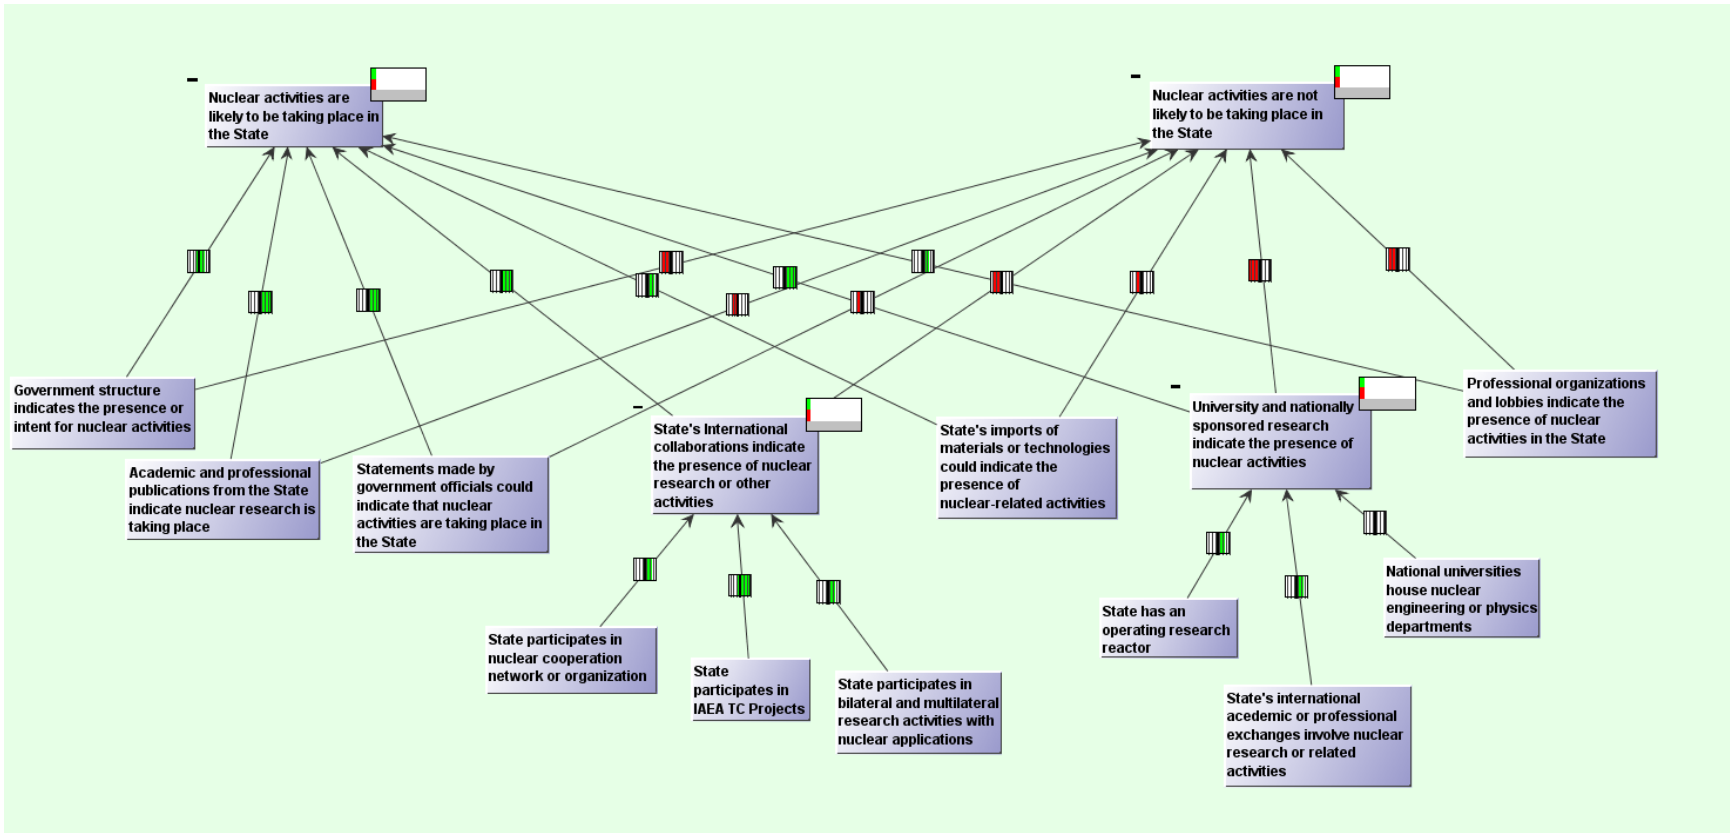 Nuclear activities are
likely to be taking place in
the State
Nuclear activities are not
likely to be taking place in
the State
Government structure
indicates the presence or
intent for nuclear activities
Academic and professional
publications from the State
indicate nuclear research is
taking place
Statements made by
government officials could
indicate that nuclear
activities are taking place in
the State
State's International
collaborations indicate
the presence of nuclear
research or other
activities
State's imports of
materials or technologies
could indicate the
presence of
nuclear-related activities
University and nationally
sponsored research
indicate the presence of
nuclear activities
Professional organizations
and lobbies indicate the
presence of nuclear
activities in the State
State participates in
nuclear cooperation
network or organization
State
participates in
IAEA TC Projects
State participates in
bilateral and multilateral
research activities with
nuclear applications
State has an
operating research
reactor
State's international
acedemic or professional
exchanges involve nuclear
research or related
activities
National universities
house nuclear
engineering or physics
departments